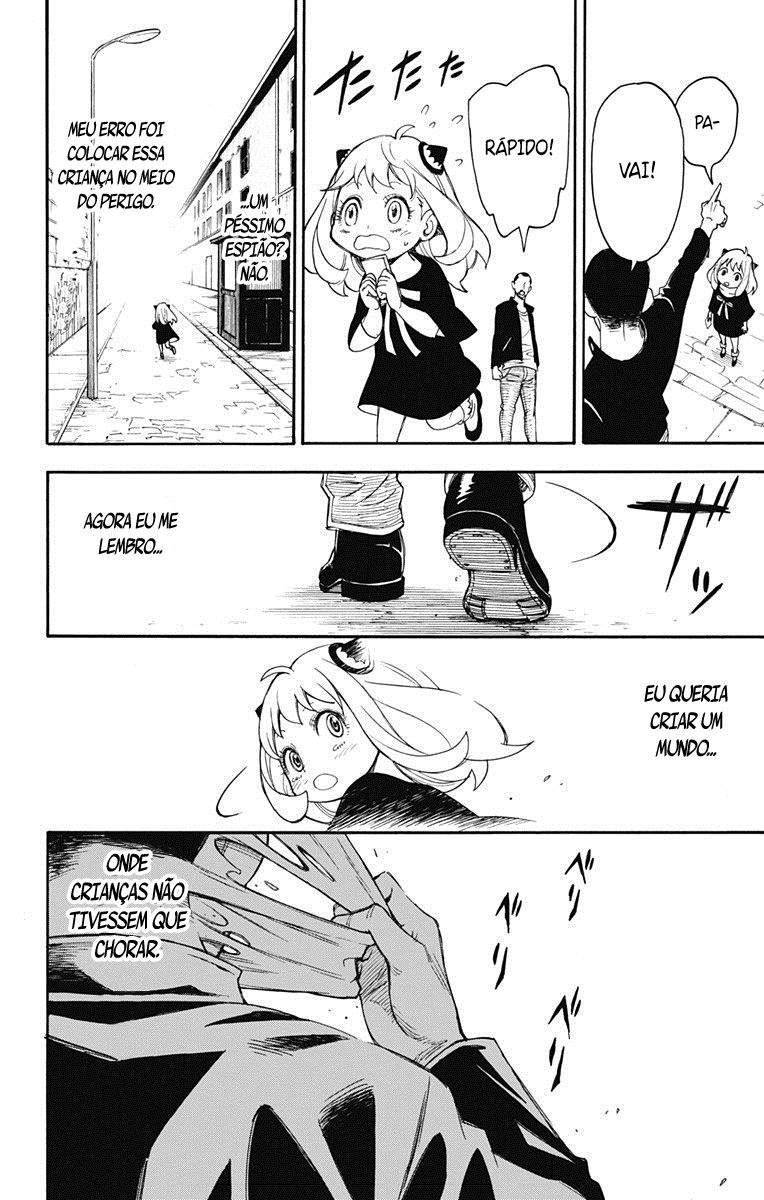 PA-
VAI!
RÁPIDO!
たたた
...UM
PÉSSIMO
ESPIÃO?
NÃO.
MEU ERRO FOI
COLOCAR ESSA
CRIANÇA NO MEIO
DO PERIGO.
ザッ
AGORA EU ME
LEMBRO...
EU QUERIA
CRIAR UM
MUNDO...
ONDE
CRIANÇAS NÃO
TIVESSEM QUE
CHORAR.